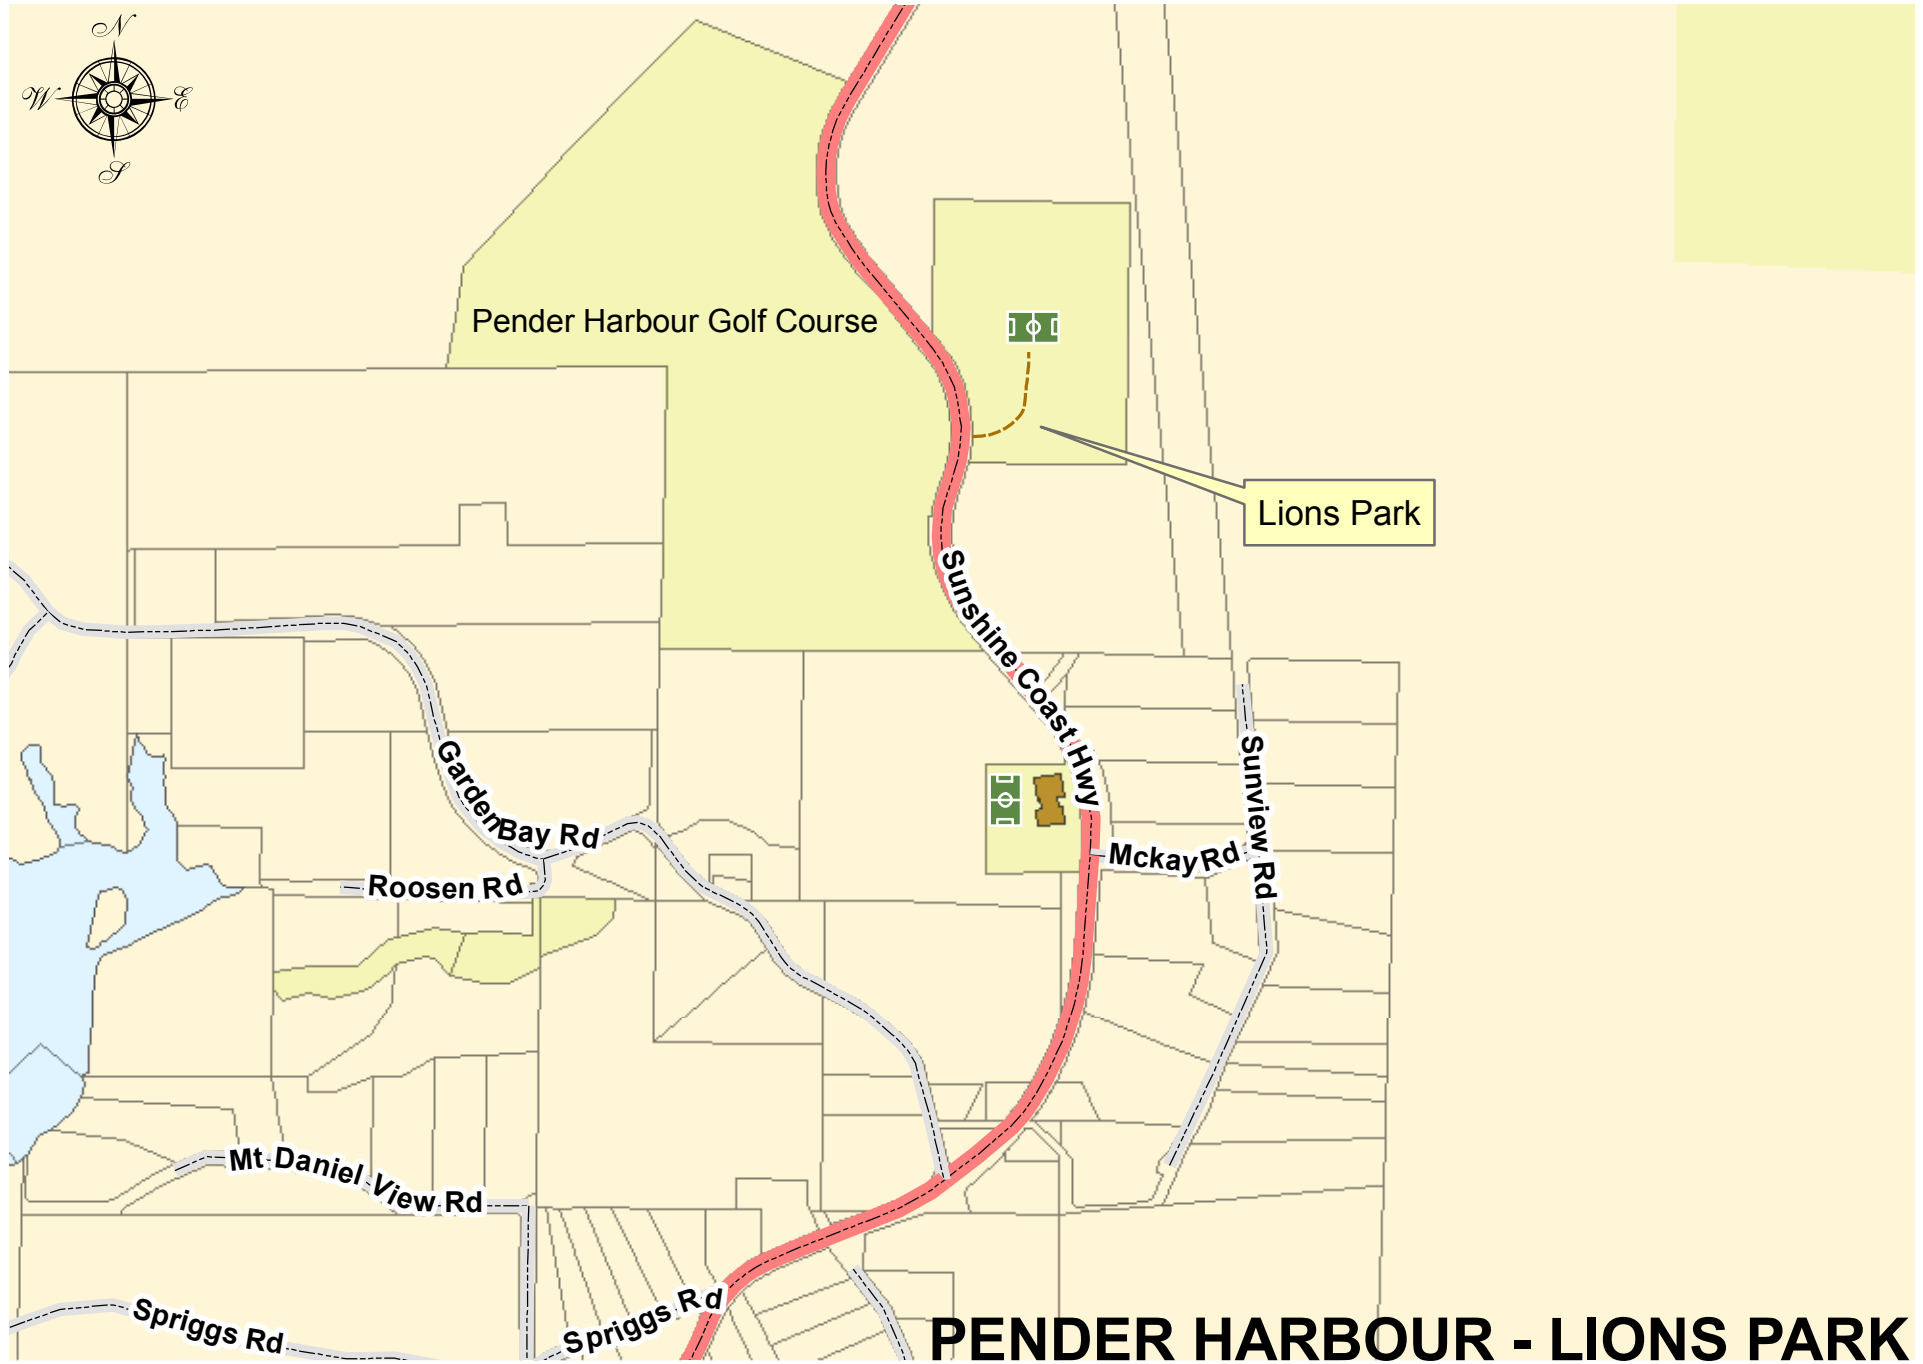 N
W E
S
Pender Harbour Golf Course
Lions Park
Sunshine Coast Hwy
Sunview Rd
Garden Bay Rd
Mckay Rd
Roosen Rd
Mt Daniel View Rd
Spriggs Rd
Spriggs Rd
PENDER HARBOUR - LIONS PARK